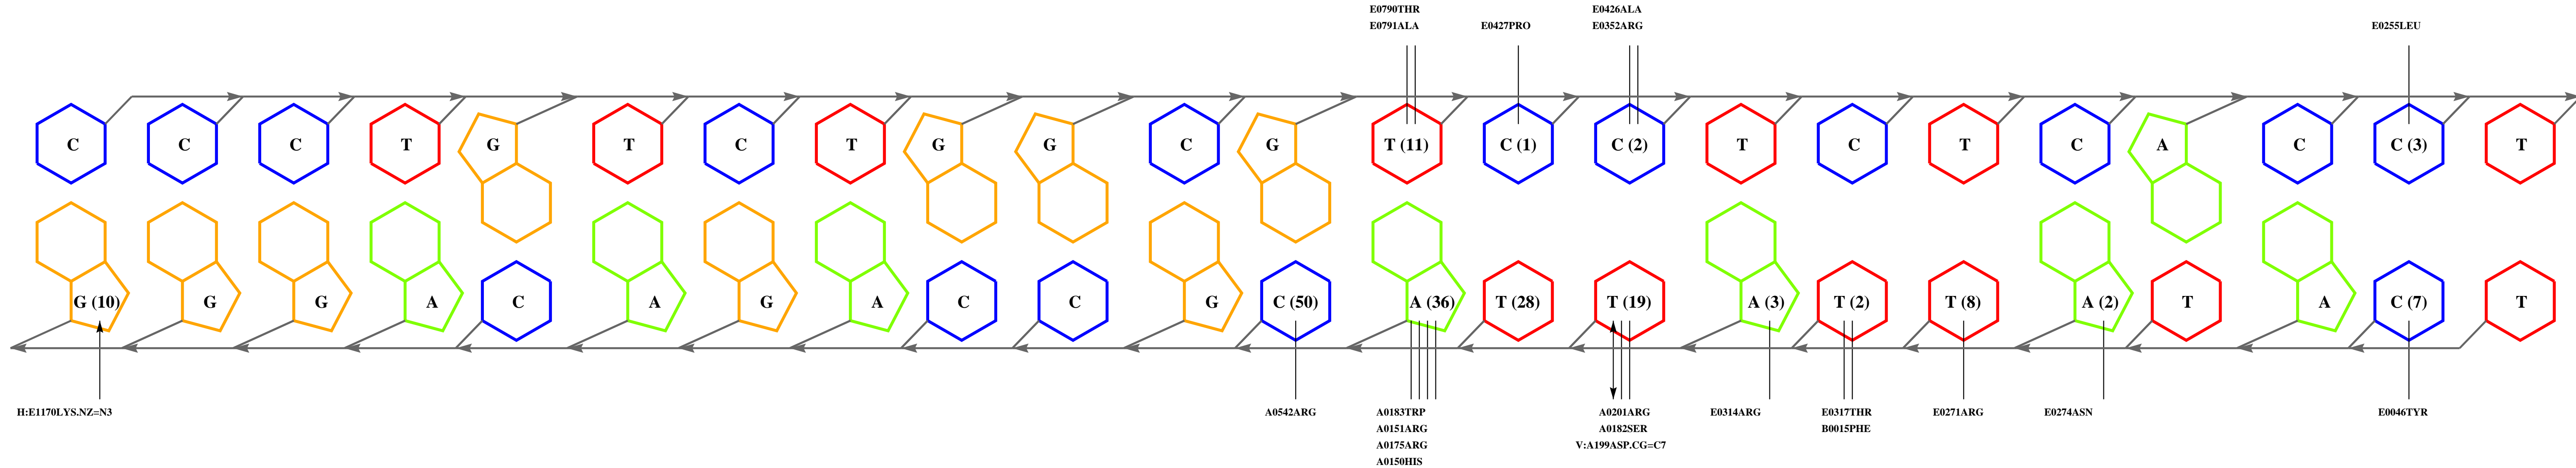 E0790THR E0426ALA
E0791ALA E0427PRO E0352ARG E0255LEU
C C C T G T C T G G C G T (11) C (1) C (2) T C T C A C C (3) T
G (10) G G A C A G A C C G C (50) A (36) T (28) T (19) A (3) T (2) T (8) A (2) T A C (7) T
H:E1170LYS.NZ=N3 A0542ARG A0183TRP A0201ARG E0314ARG E0317THR E0271ARG E0274ASN E0046TYR
A0151ARG A0182SER B0015PHE
A0175ARG V:A199ASP.CG=C7
A0150HIS